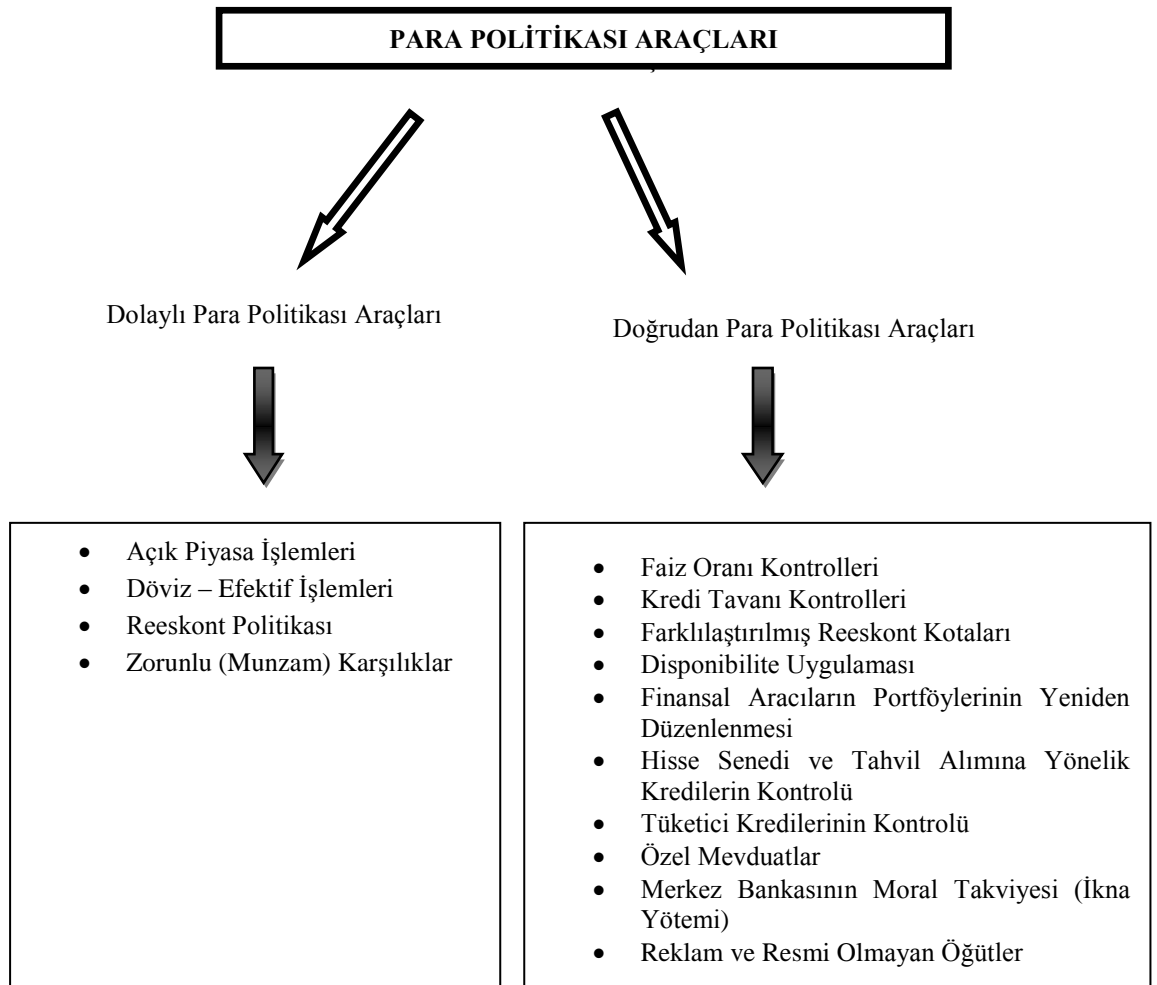 PARA POLİTİKASI ARAÇLARI
Dolaylı Para Politikası Araçları
Doğrudan Para Politikası Araçları
• Açık Piyasa İşlemleri
• Döviz – Efektif İşlemleri
• Reeskont Politikası
• Zorunlu (Munzam) Karşılıklar
• Faiz Oranı Kontrolleri
• Kredi Tavanı Kontrolleri
• Farklılaştırılmış Reeskont Kotaları
• Disponibilite Uygulaması
• Finansal Aracıların Portföylerinin Yeniden
Düzenlenmesi
• Hisse Senedi ve Tahvil Alımına Yönelik
Kredilerin Kontrolü
• Tüketici Kredilerinin Kontrolü
• Özel Mevduatlar
• Merkez Bankasının Moral Takviyesi (İkna
Yötemi)
• Reklam ve Resmi Olmayan Öğütler